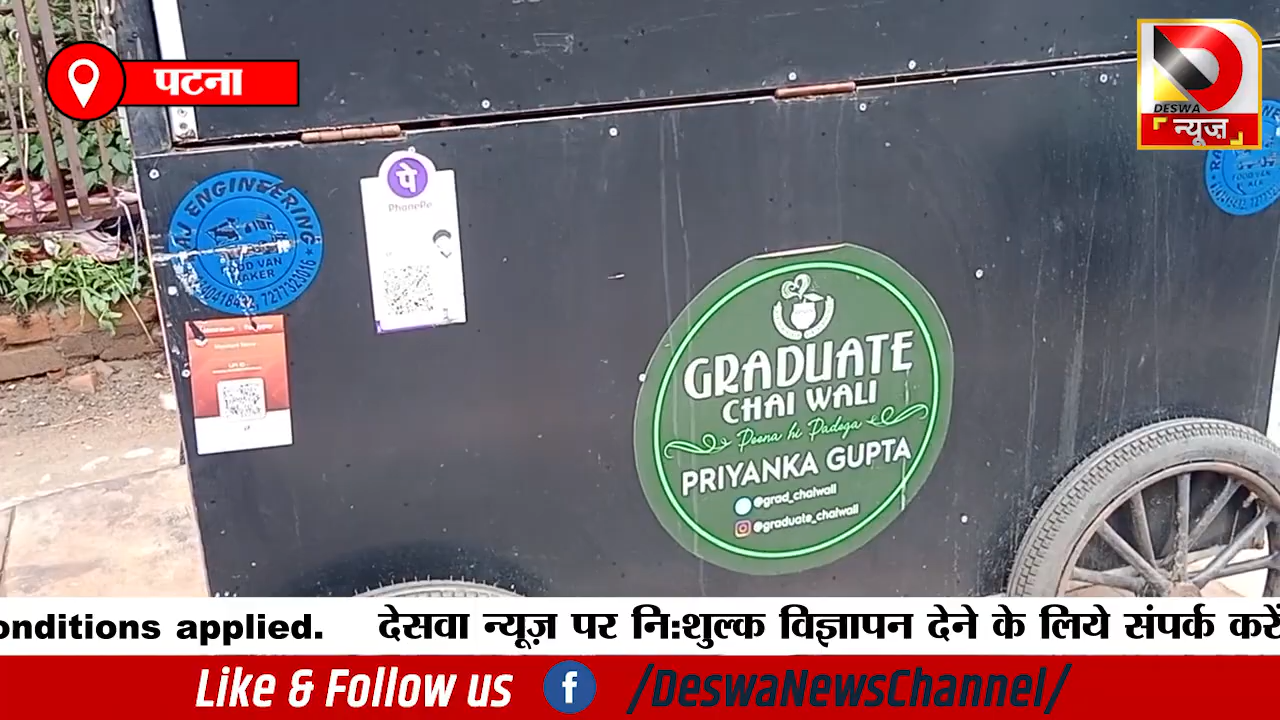 पटना
DESWA
न्यूज़
RAJ ENGINEERING
FOOD VAN
MAKER
7277323016
पे
PhonePe
GRADUATE
CHAI WALI
Peena hi Padega
PRIYANKA GUPTA
@grad_chaiwali
@graduate_chaiwali
onditions applied. देसवा न्यूज़ पर नि:शुल्क विज्ञापन देने के लिये संपर्क करें
Like & Follow us f /DeswaNewsChannel/